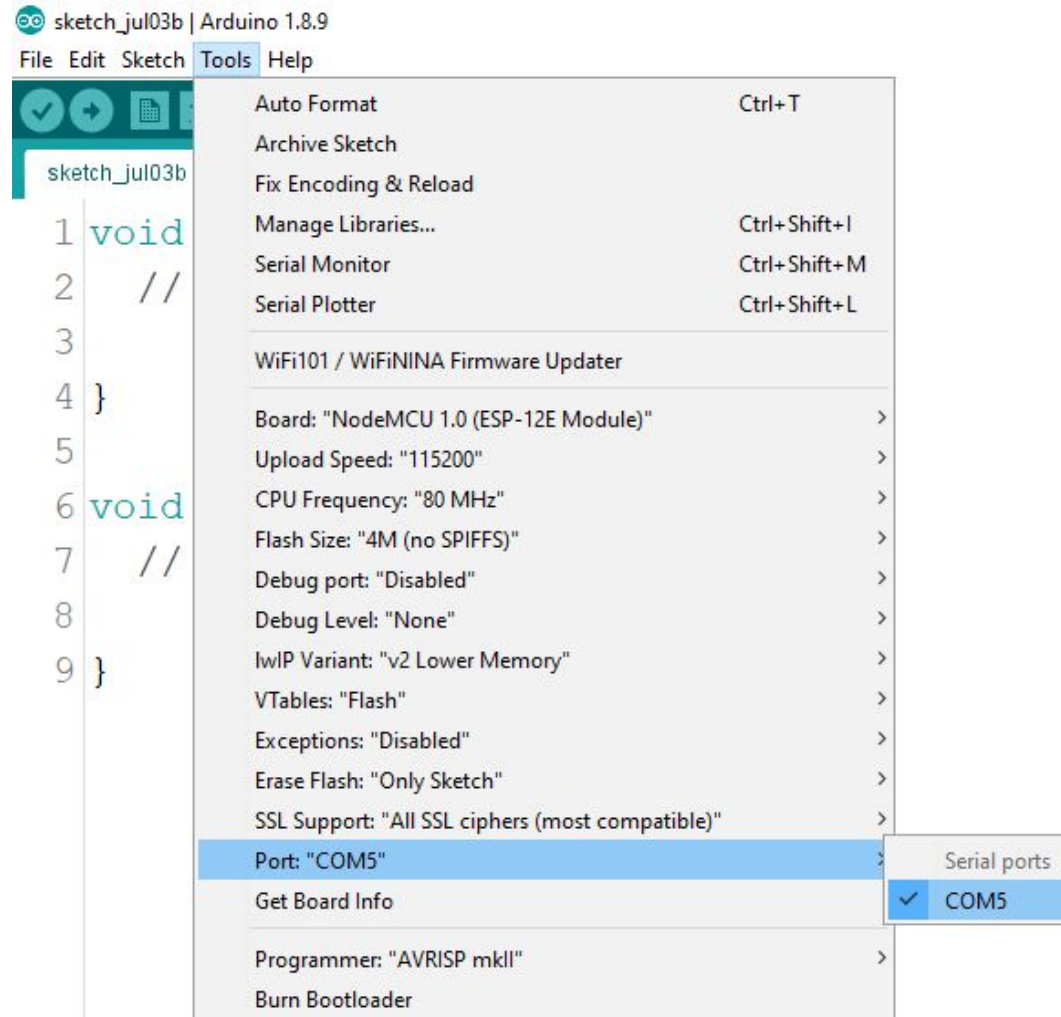 sketch_jul03b | Arduino 1.8.9
File Edit Sketch Tools Help
Auto Format Ctrl+T
Archive Sketch
sketch_jul03b
Fix Encoding & Reload
1 void
Manage Libraries... Ctrl+Shift+I
Serial Monitor Ctrl+Shift+M
2 //
Serial Plotter Ctrl+Shift+L
3
WiFi101 / WiFiNINA Firmware Updater
4 }
Board: "NodeMCU 1.0 (ESP-12E Module)"
5
Upload Speed: "115200"
6 void
CPU Frequency: "80 MHz"
Flash Size: "4M (no SPIFFS)"
7 //
Debug port: "Disabled"
8
Debug Level: "None"
lwIP Variant: "v2 Lower Memory"
9 }
VTables: "Flash"
Exceptions: "Disabled"
Erase Flash: "Only Sketch"
SSL Support: "All SSL ciphers (most compatible)"
Port: "COM5"
Serial ports
Get Board Info
COM5
Programmer: "AVRISP mkII"
Burn Bootloader